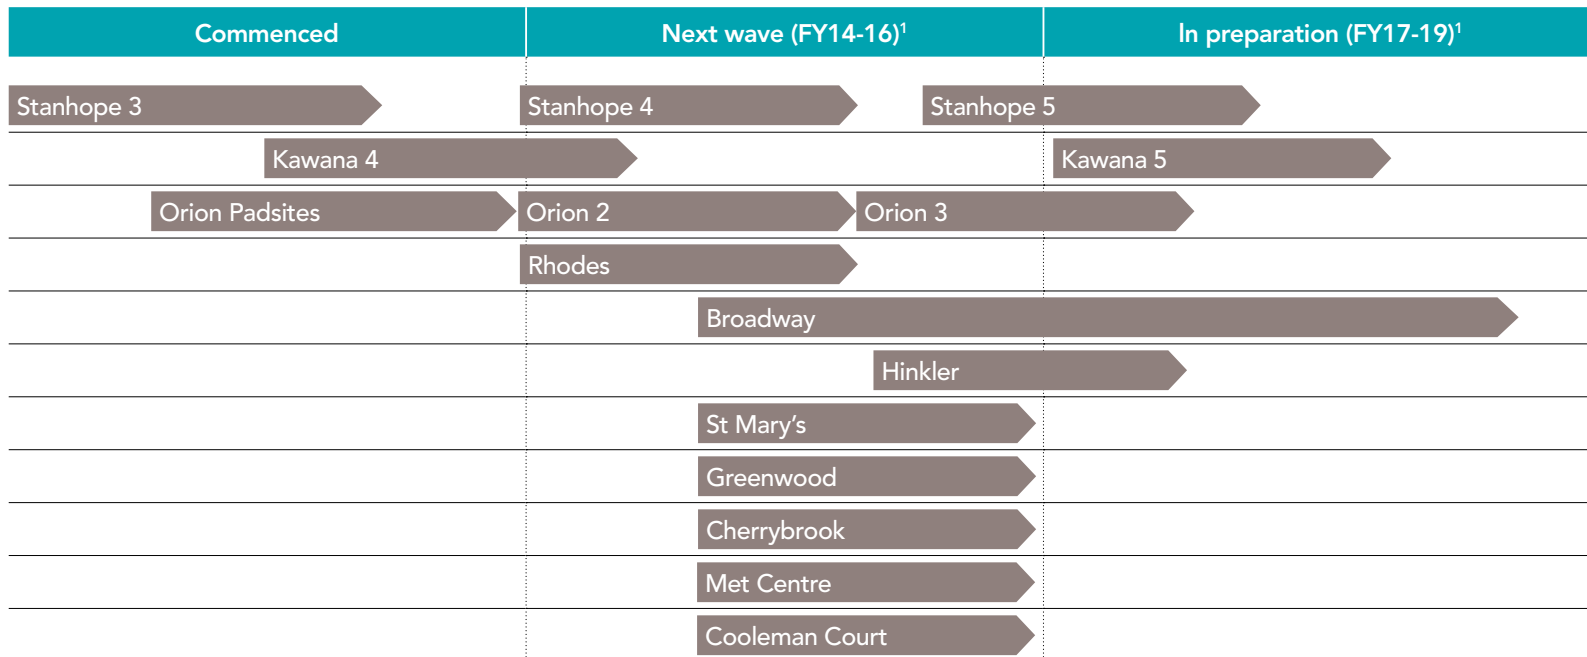 Commenced
Next wave (FY14-16)¹
In preparation (FY17-19)¹
Stanhope 3
Stanhope 4
Stanhope 5
Kawana 4
Kawana 5
Orion Padsites
Orion 2
Orion 3
Rhodes
Broadway
Hinkler
St Mary’s
Greenwood
Cherrybrook
Met Centre
Cooleman Court